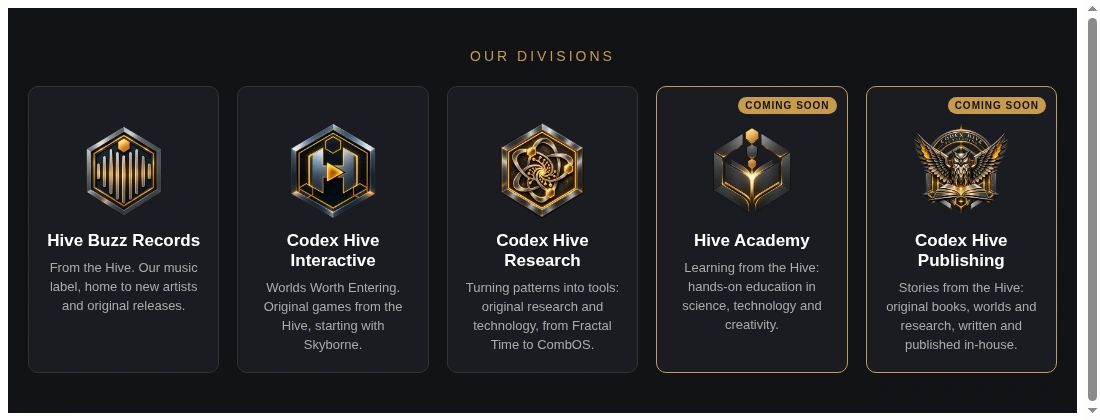 OUR DIVISIONS
Hive Buzz Records
From the Hive. Our music
label, home to new artists
and original releases.
Codex Hive
Interactive
Worlds Worth Entering.
Original games from the
Hive, starting with
Skyborne.
Codex Hive
Research
Turning patterns into tools:
original research and
technology, from Fractal
Time to CombOS.
COMING SOON
Hive Academy
Learning from the Hive:
hands-on education in
science, technology and
creativity.
COMING SOON
CODEX HIVE
Codex Hive
Publishing
Stories from the Hive:
original books, worlds and
research, written and
published in-house.